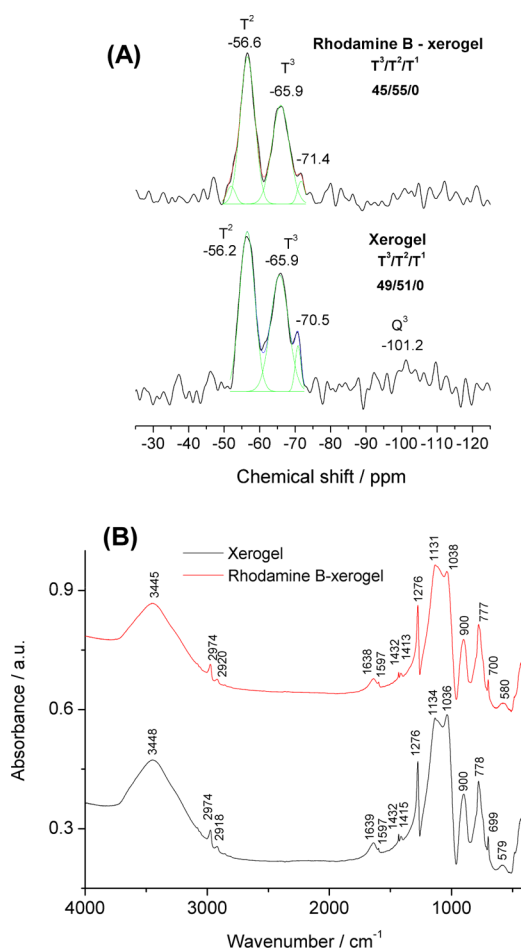 (A)
T²
-56.6
Rhodamine B - xerogel
T³/T²/T¹
45/55/0
T³
-65.9
-71.4
T²
-56.2
T³
-65.9
Xerogel
T³/T²/T¹
49/51/0
-70.5
Q³
-101.2
-30 -40 -50 -60 -70 -80 -90 -100 -110 -120
Chemical shift / ppm
(B)
Xerogel
Rhodamine B-xerogel
Absorbance / a.u.
0.9
0.6
0.3
3445
2974
2920
1638
1597
1432
1413
1276
1131
1038
900
777
700
580
3448
2974
2918
1639
1597
1432
1415
1276
1134
1036
900
778
699
579
4000 3000 2000 1000
Wavenumber / cm⁻¹